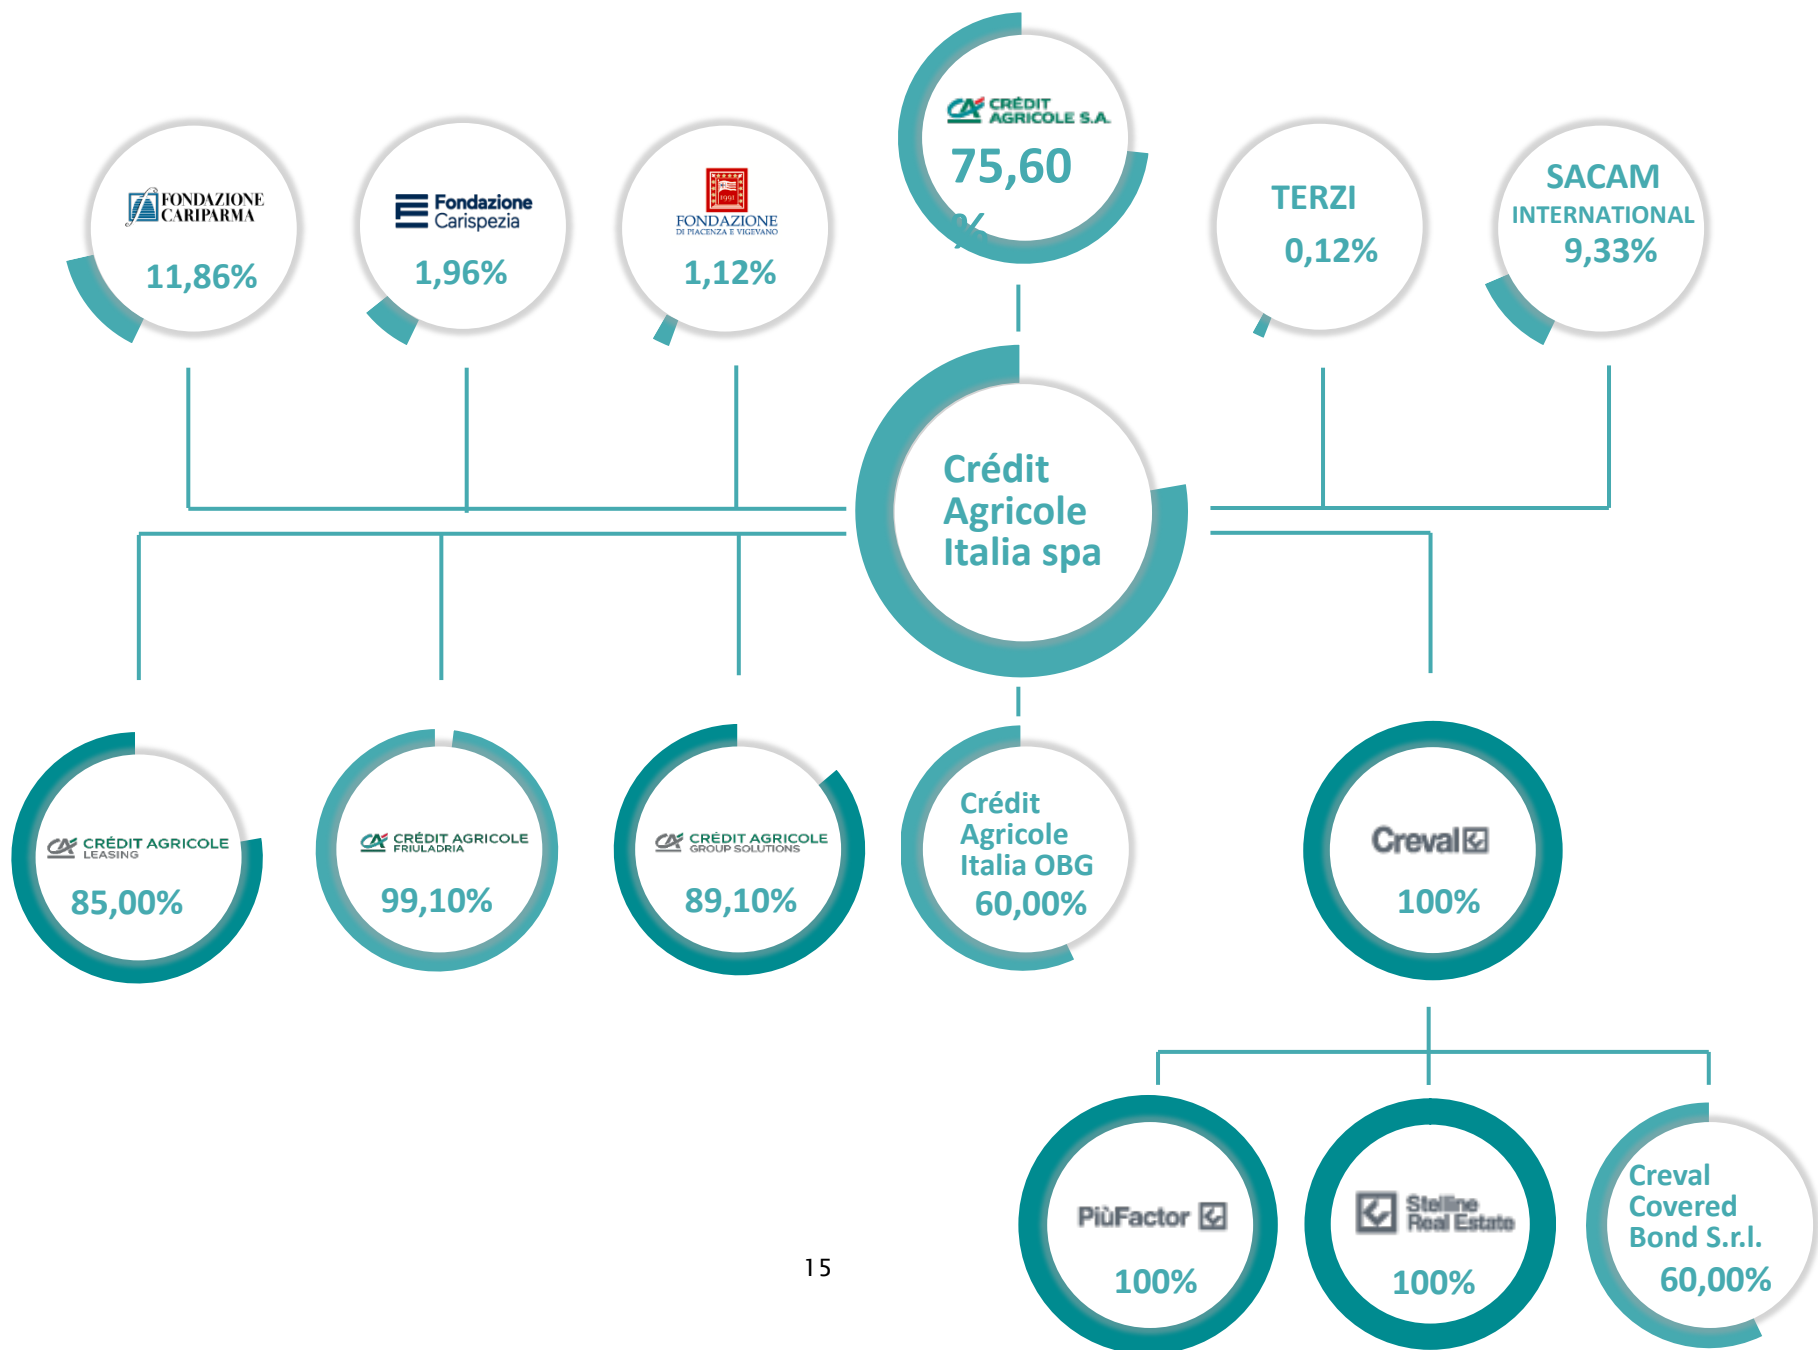 CRÉDIT
AGRICOLE S.A.
75,60
%
FONDAZIONE
CARIPARMA
11,86%
Fondazione
Carispezia
1,96%
1991
FONDAZIONE
DI PIACENZA E VIGEVANO
1,12%
TERZI
0,12%
SACAM
INTERNATIONAL
9,33%
Crédit
Agricole
Italia spa
CRÉDIT AGRICOLE
LEASING
85,00%
CRÉDIT AGRICOLE
FRIULADRIA
99,10%
CRÉDIT AGRICOLE
GROUP SOLUTIONS
89,10%
Crédit
Agricole
Italia OBG
60,00%
Creval
100%
PiùFactor
100%
Stelline
Real Estate
100%
Creval
Covered
Bond S.r.l.
60,00%
15